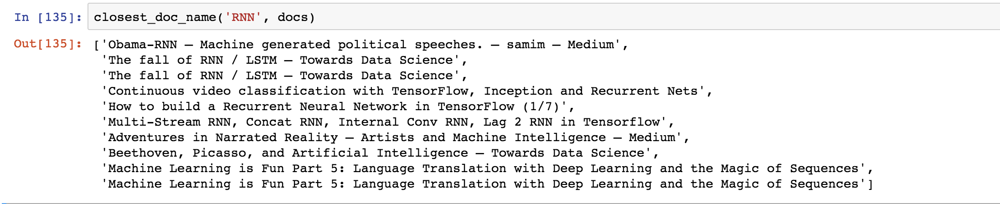 In [135]: closest_doc_name('RNN', docs)
Out[135]: ['Obama-RNN — Machine generated political speeches. — samim — Medium',
'The fall of RNN / LSTM — Towards Data Science',
'The fall of RNN / LSTM — Towards Data Science',
'Continuous video classification with TensorFlow, Inception and Recurrent Nets',
'How to build a Recurrent Neural Network in TensorFlow (1/7)',
'Multi-Stream RNN, Concat RNN, Internal Conv RNN, Lag 2 RNN in Tensorflow',
'Adventures in Narrated Reality — Artists and Machine Intelligence — Medium',
'Beethoven, Picasso, and Artificial Intelligence — Towards Data Science',
'Machine Learning is Fun Part 5: Language Translation with Deep Learning and the Magic of Sequences',
'Machine Learning is Fun Part 5: Language Translation with Deep Learning and the Magic of Sequences']